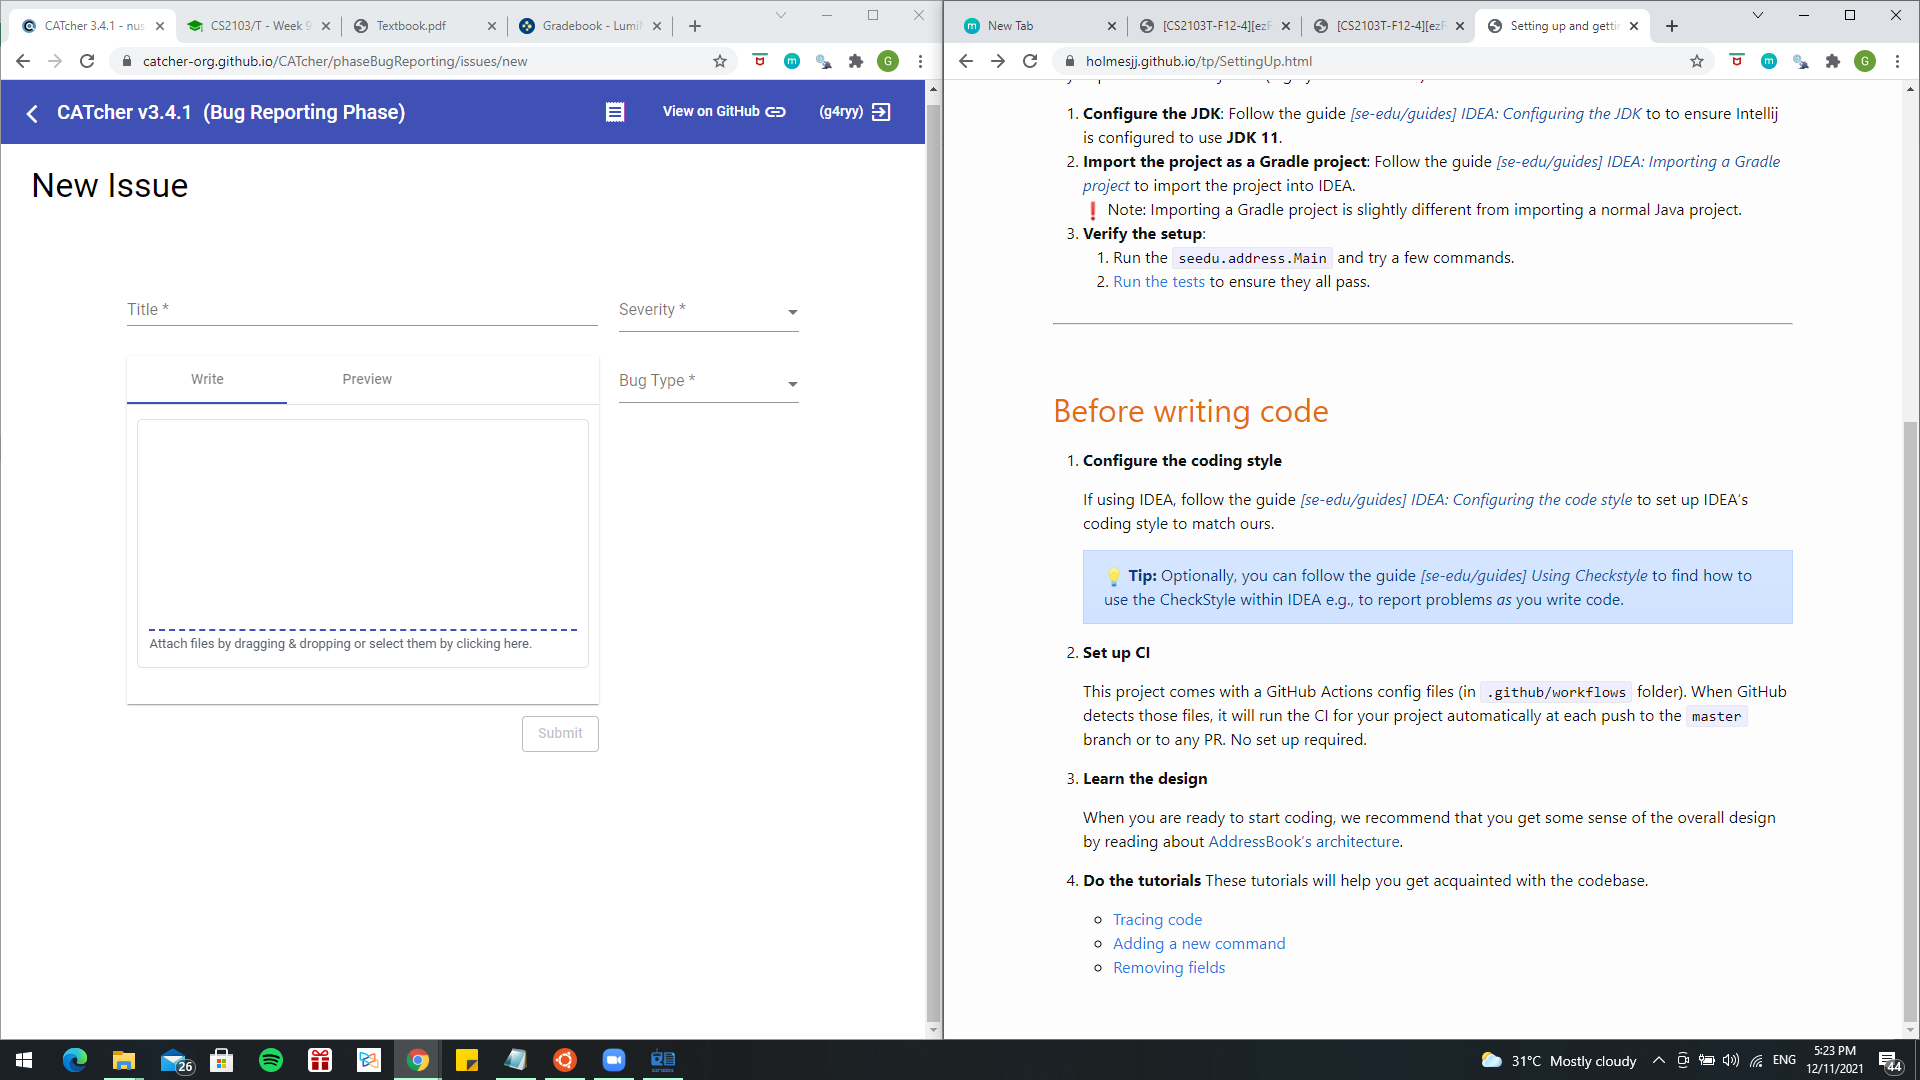 CATcher 3.4.1 - nus
CS2103/T - Week 9
Textbook.pdf
Gradebook - Lumi
catcher-org.github.io/CATcher/phaseBugReporting/issues/new
G
CATcher v3.4.1 (Bug Reporting Phase)
View on GitHub
(g4ryy)
New Issue
Title *
Severity *
Write
Preview
Bug Type *
Attach files by dragging & dropping or select them by clicking here.
Submit
m
New Tab
[CS2103T-F12-4][ezF
[CS2103T-F12-4][ezF
Setting up and gettin
holmesjj.github.io/tp/SettingUp.html
m
G
1. Configure the JDK: Follow the guide [se-edu/guides] IDEA: Configuring the JDK to to ensure Intellij
is configured to use JDK 11.
2. Import the project as a Gradle project: Follow the guide [se-edu/guides] IDEA: Importing a Gradle
project to import the project into IDEA.
❗ Note: Importing a Gradle project is slightly different from importing a normal Java project.
3. Verify the setup:
1. Run the seedu.address.Main and try a few commands.
2. Run the tests to ensure they all pass.
Before writing code
1. Configure the coding style
If using IDEA, follow the guide [se-edu/guides] IDEA: Configuring the code style to set up IDEA's
coding style to match ours.
💡 Tip: Optionally, you can follow the guide [se-edu/guides] Using Checkstyle to find how to
use the CheckStyle within IDEA e.g., to report problems as you write code.
2. Set up CI
This project comes with a GitHub Actions config files (in .github/workflows folder). When GitHub
detects those files, it will run the CI for your project automatically at each push to the master
branch or to any PR. No set up required.
3. Learn the design
When you are ready to start coding, we recommend that you get some sense of the overall design
by reading about AddressBook's architecture.
4. Do the tutorials These tutorials will help you get acquainted with the codebase.
Tracing code
Adding a new command
Removing fields
26
31°C Mostly cloudy
ENG
5:23 PM
12/11/2021
44